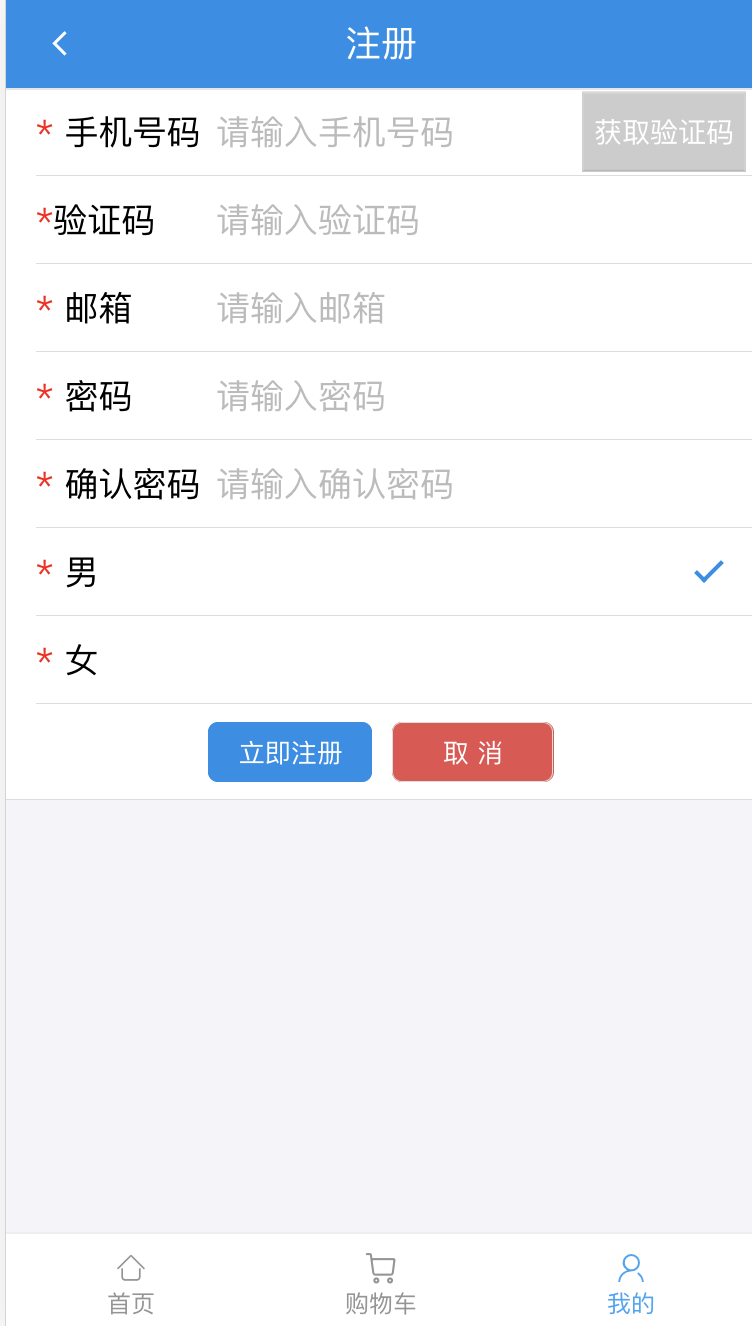 注册
* 手机号码 请输入手机号码 获取验证码
*验证码 请输入验证码
* 邮箱 请输入邮箱
* 密码 请输入密码
* 确认密码 请输入确认密码
* 男
* 女
立即注册 取 消
首页 购物车 我的